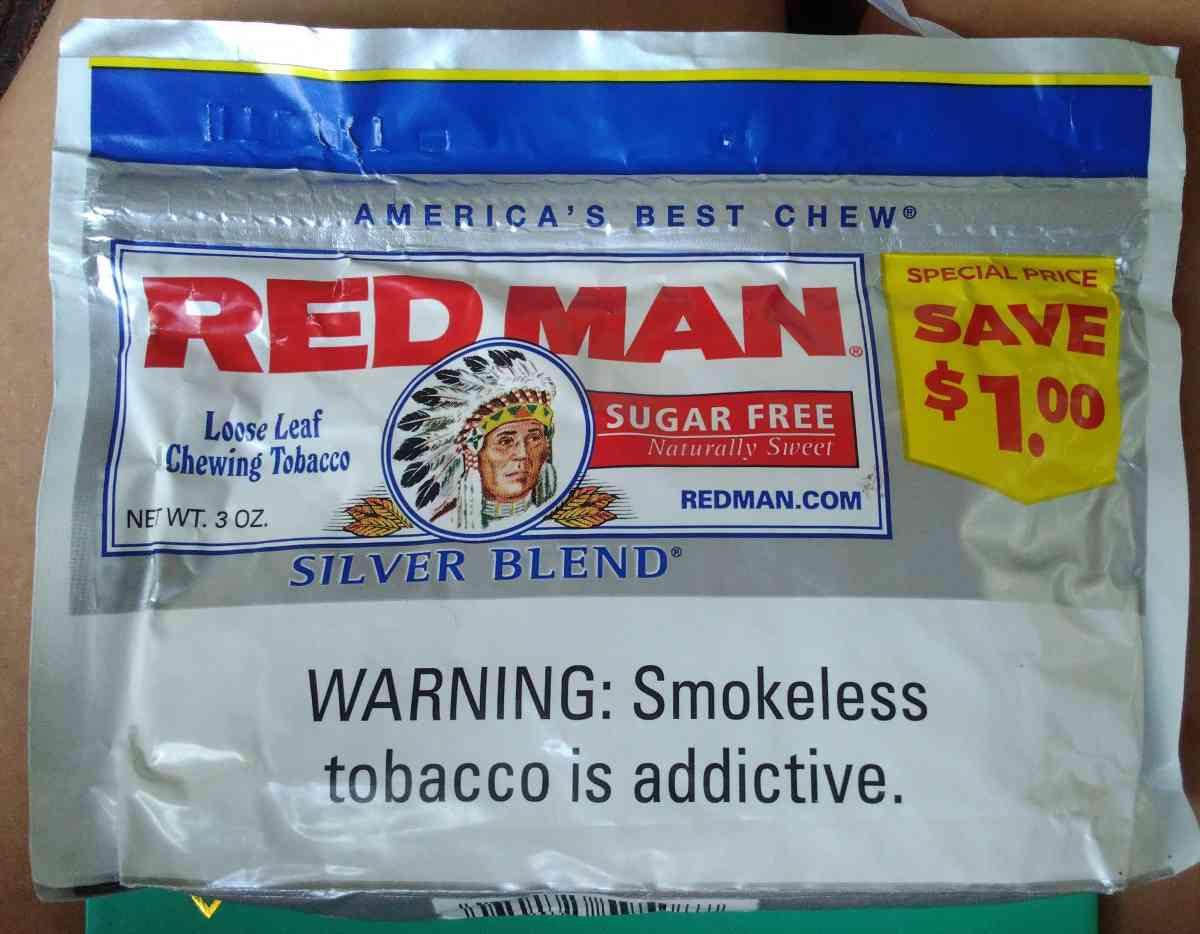 AMERICA'S BEST CHEW®
RED MAN®
SPECIAL PRICE
SAVE
$1.00
Loose Leaf
Chewing Tobacco
SUGAR FREE
Naturally Sweet
NET WT. 3 OZ.
REDMAN.COM
SILVER BLEND®
WARNING: Smokeless
tobacco is addictive.